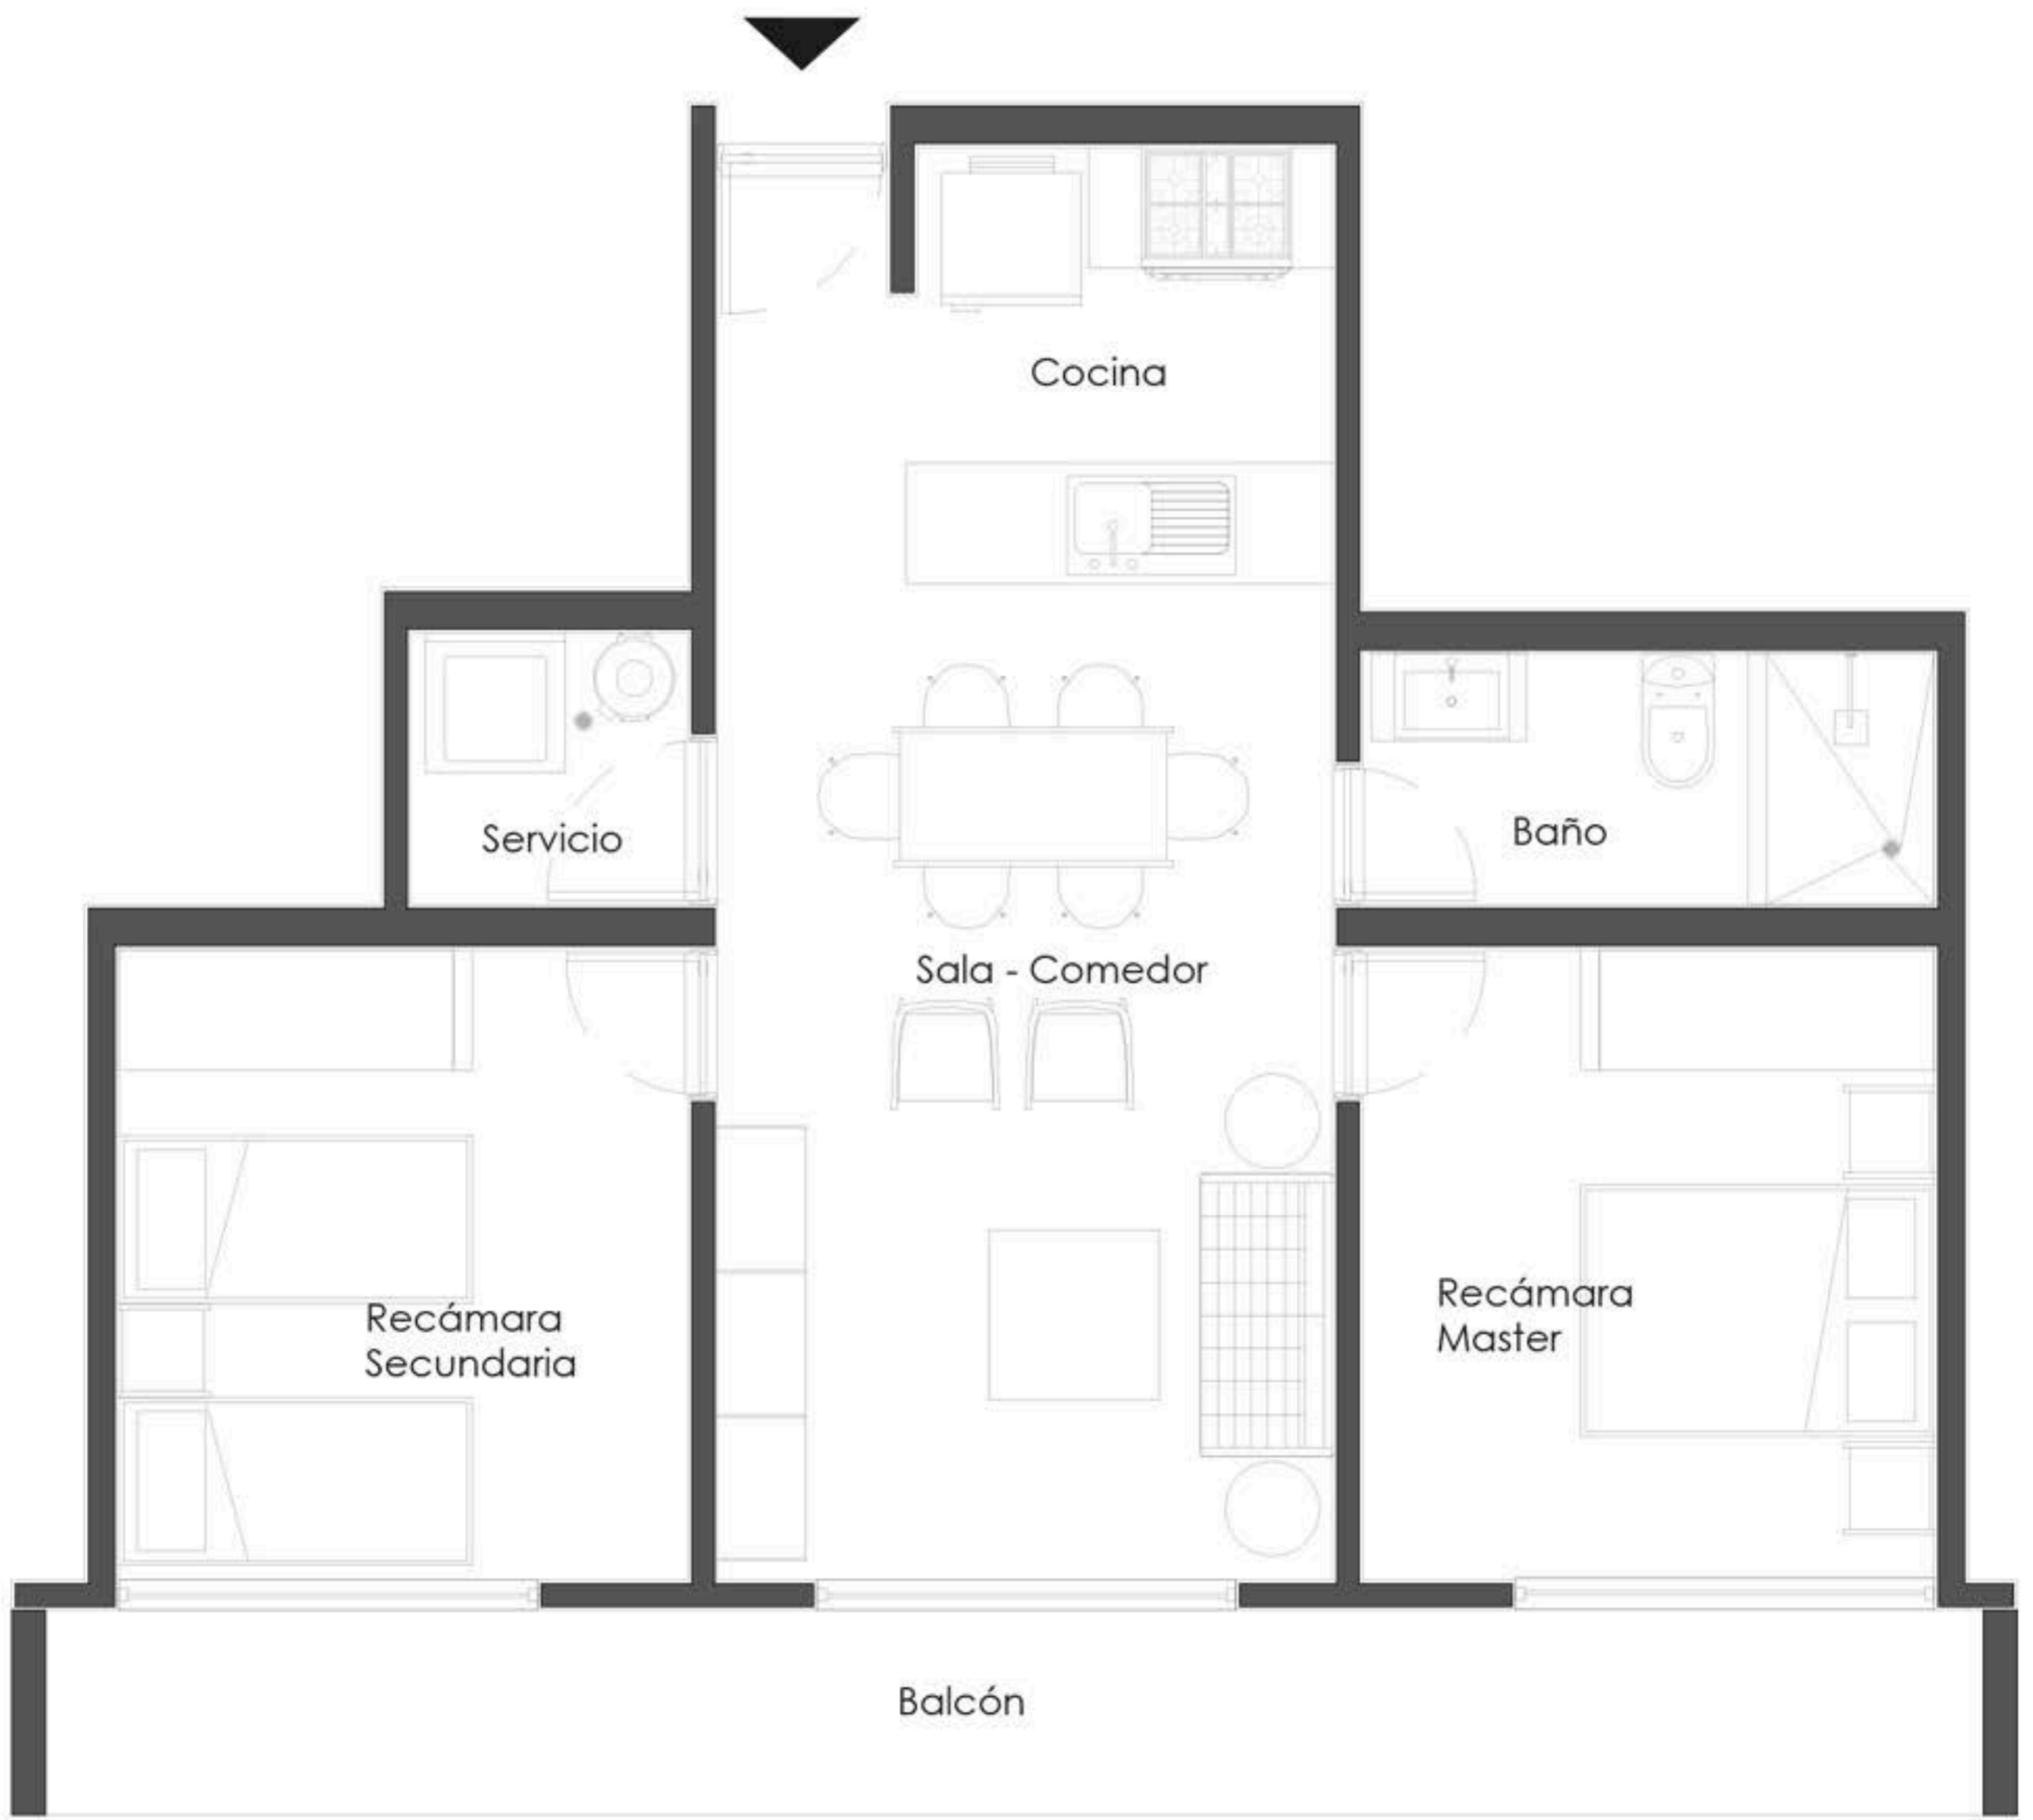 Cocina
Servicio
Baño
Sala - Comedor
Recámara
Secundaria
Recámara
Master
Balcón